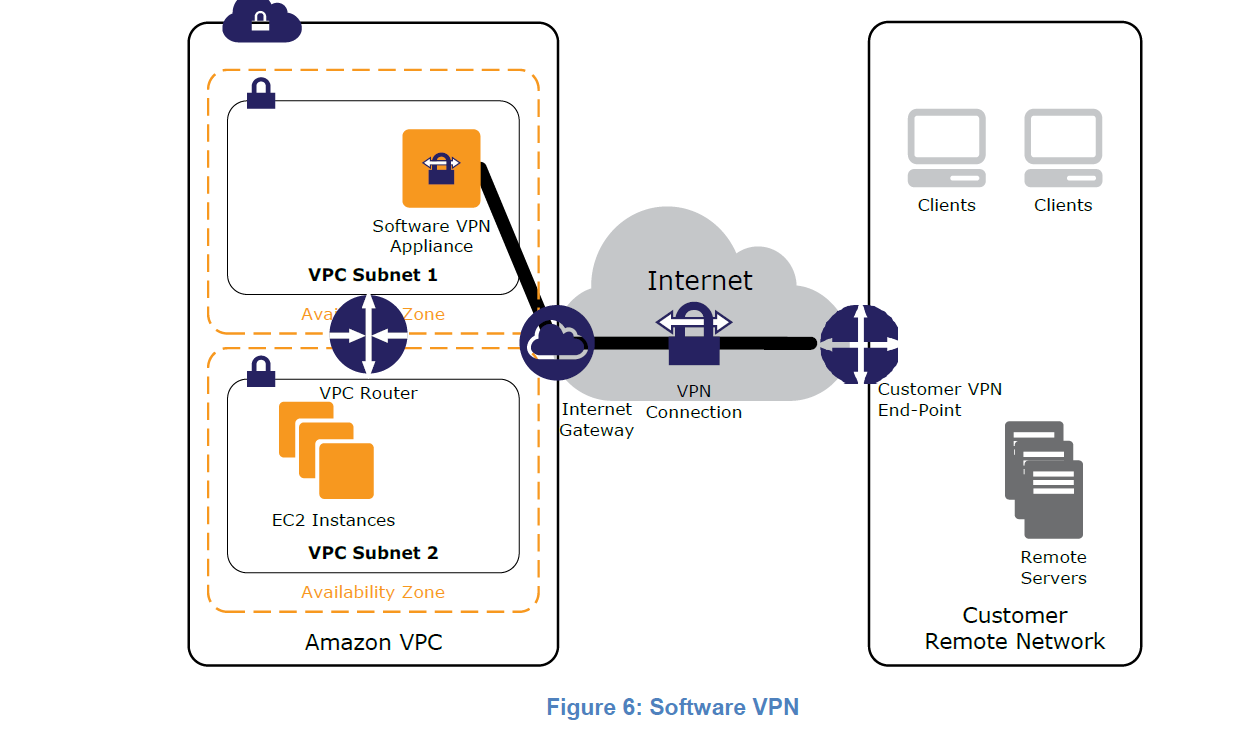 Clients
Clients
Software VPN
Appliance
VPC Subnet 1
Zone
Internet
VPC Router
VPN
Connection
Internet
Gateway
Customer VPN
End-Point
EC2 Instances
VPC Subnet 2
Availability Zone
Remote
Servers
Amazon VPC
Customer
Remote Network
Figure 6: Software VPN